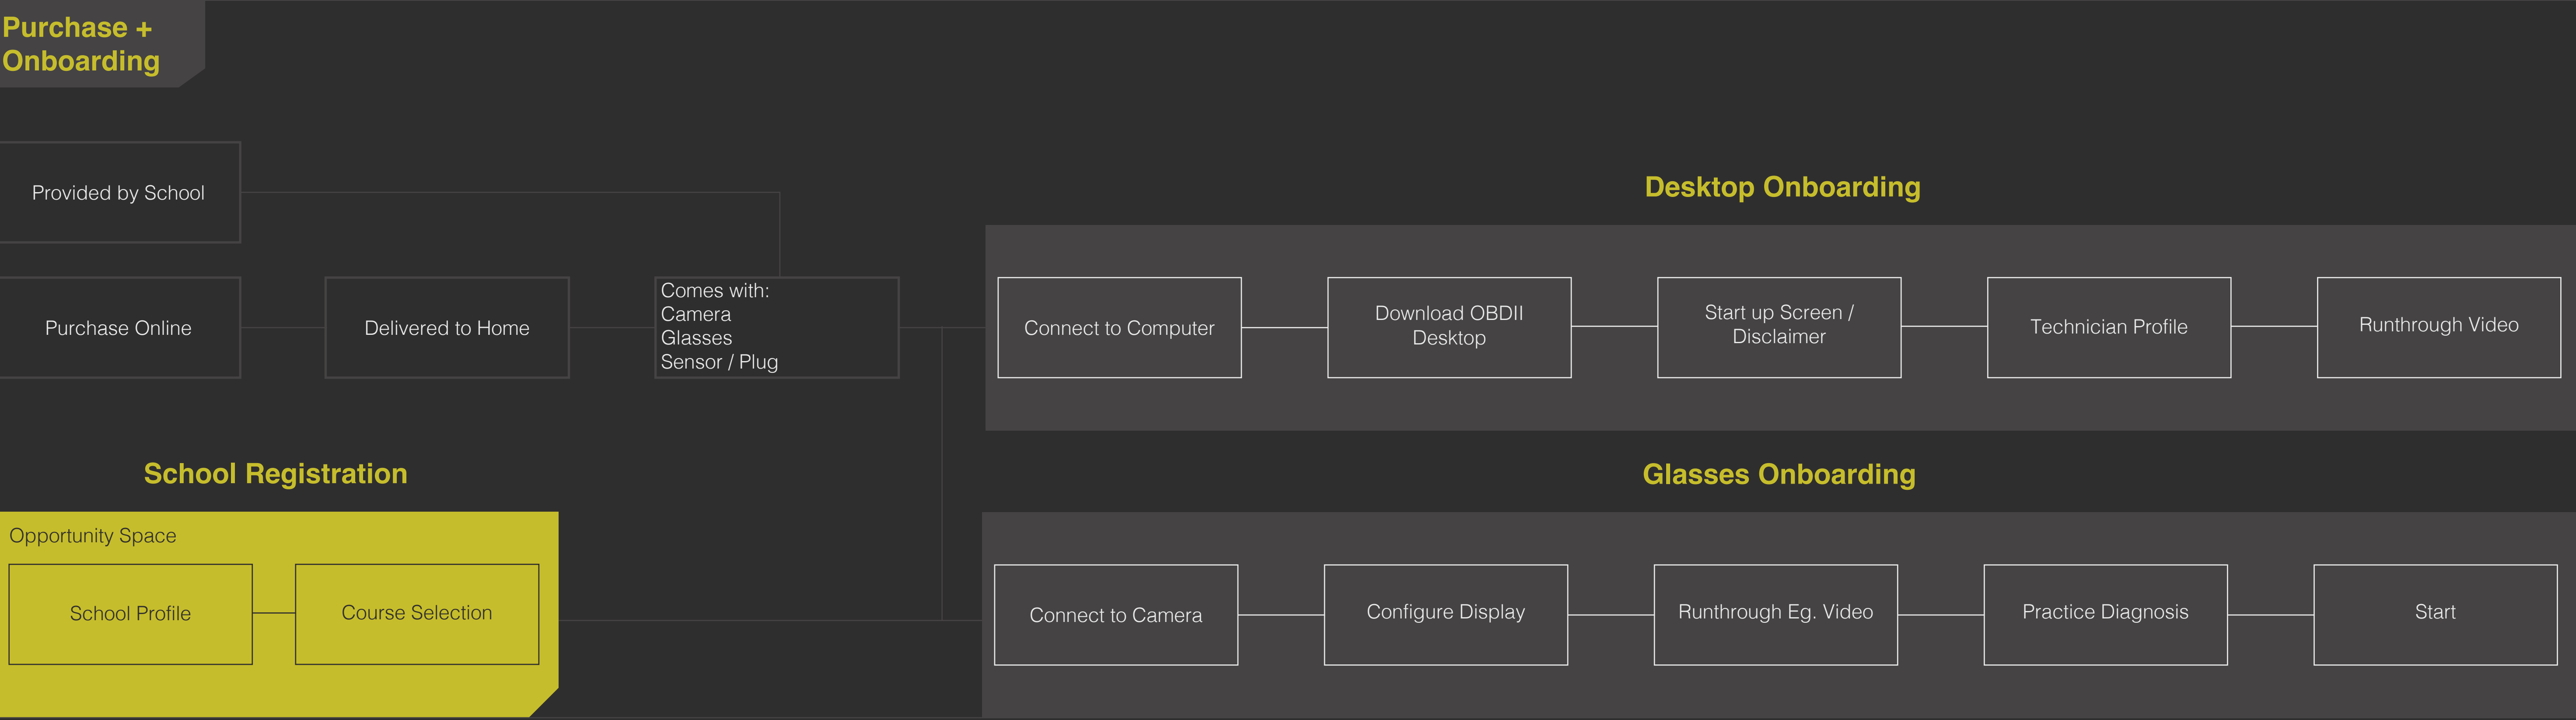 Purchase +
Onboarding
Provided by School
Desktop Onboarding
Purchase Online
Delivered to Home
Comes with:
Camera
Glasses
Sensor / Plug
Connect to Computer
Download OBDII
Desktop
Start up Screen /
Disclaimer
Technician Profile
Runthrough Video
School Registration
Glasses Onboarding
Opportunity Space
School Profile
Course Selection
Connect to Camera
Configure Display
Runthrough Eg. Video
Practice Diagnosis
Start